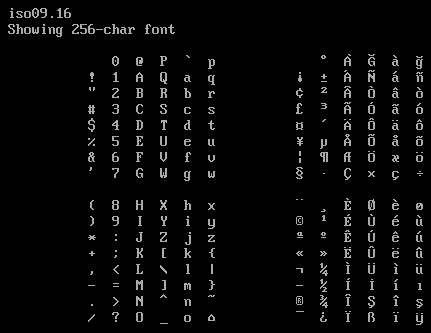 iso09.16
Showing 256-char font
0 @ P ` p ° À Ğ à ğ
! 1 A Q a q ¡ ± Á Ñ á ñ
" 2 B R b r ¢ ² Â Ò â ò
# 3 C S c s £ ³ Ã Ó ã ó
$ 4 D T d t ¤ ´ Ä Ô ä ô
% 5 E U e u ¥ µ Å Õ å õ
& 6 F V f v ¦ ¶ Æ Ö æ ö
' 7 G W g w § · Ç × ç ÷
( 8 H X h x ¨ ¸ È Ø è ø
) 9 I Y i y © ¹ É Ù é ù
* : J Z j z ª º Ê Ú ê ú
+ ; K [ k { « » Ë Û ë û
, < L \ l | ¬ ¼ Ì Ü ì ü
- = M ] m } - ½ Í İ í ı
. > N ^ n ~ ® ¾ Î Ş î ş
/ ? O _ o ⌂ ¯ ¿ Ï ß ï ÿ